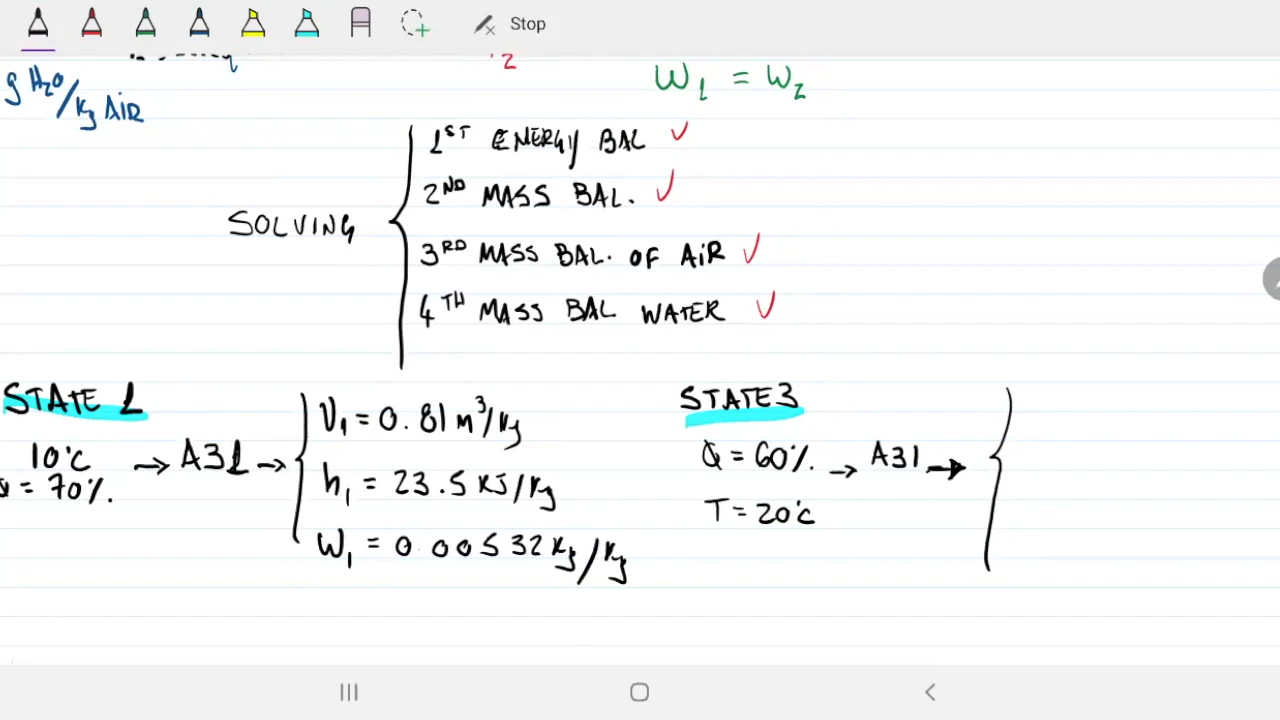 Stop
g H₂O/Kg AiR
2
W₁ = W₂
SOLVING
1ST ENERGY BAL ✓
2ND MASS BAL. ✓
3RD MASS BAL. OF AiR ✓
4TH MASS BAL WATER ✓
STATE 1
10°C
= 70%.
→ A31 →
V₁ = 0.81 m³/Kg
h₁ = 23.5 KJ/Kg
W₁ = 0.00532 Kg/Kg
STATE 3
Φ = 60%. → A31 →
T = 20°C